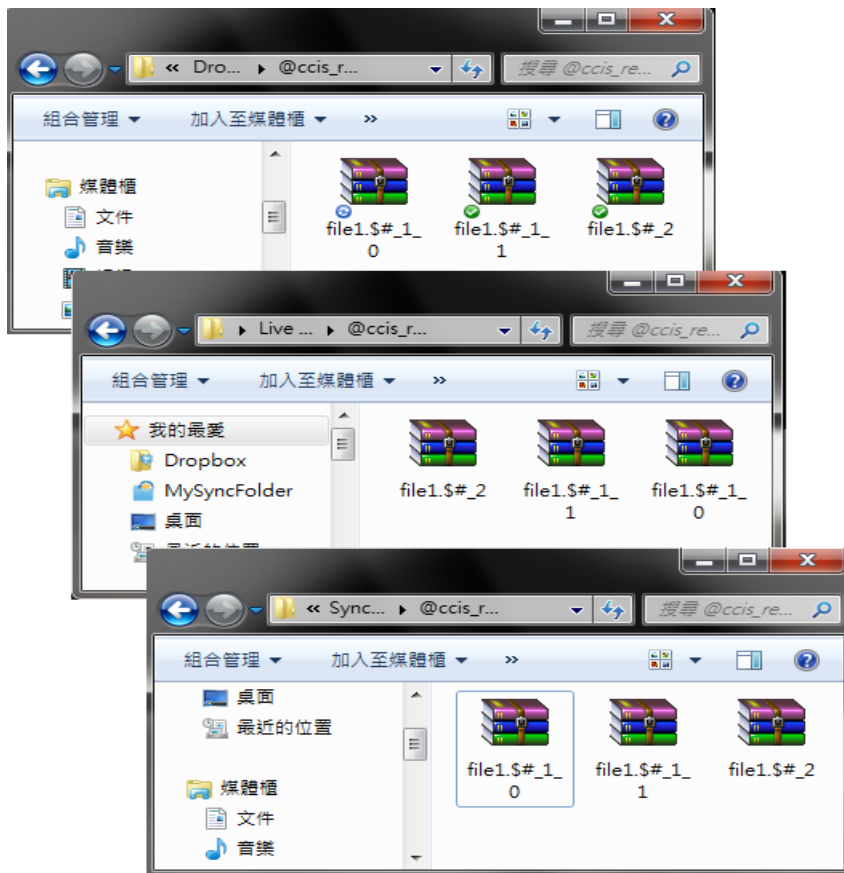 « Dro... ▸ @ccis_r...
搜尋 @ccis_re...
組合管理 ▼ 加入至媒體櫃 ▼ »
媒體櫃
文件
音樂
file1.$#_1_
0
file1.$#_1_
1
file1.$#_2
▸ Live ... ▸ @ccis_r...
搜尋 @ccis_re...
組合管理 ▼ 加入至媒體櫃 ▼ »
我的最愛
Dropbox
MySyncFolder
桌面
file1.$#_2
file1.$#_1_
1
file1.$#_1_
0
« Sync... ▸ @ccis_r...
搜尋 @ccis_re...
組合管理 ▼ 加入至媒體櫃 ▼ »
桌面
最近的位置
媒體櫃
文件
音樂
file1.$#_1_
0
file1.$#_1_
1
file1.$#_2